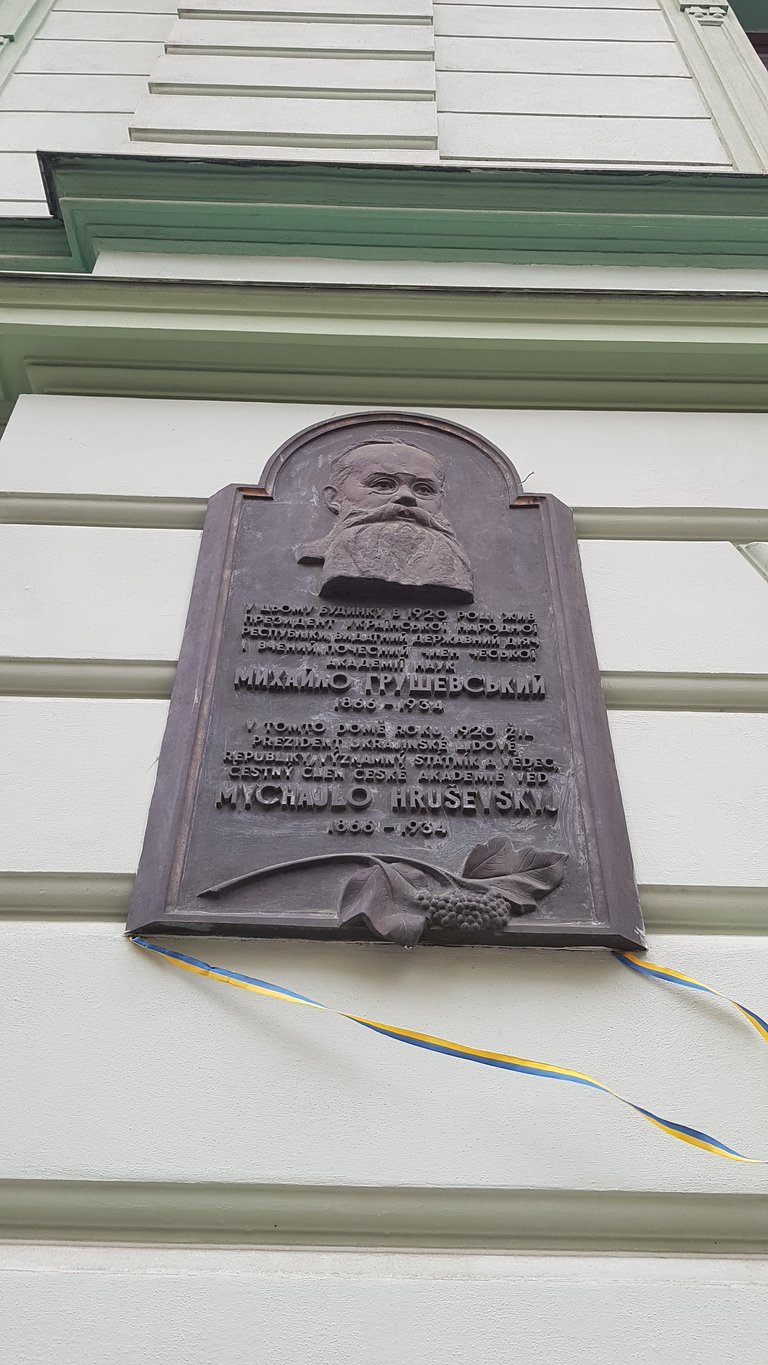 У ЦЬОМУ БУДИНКУ В 1920 РОЦІ ЖИВ
ПРЕЗИДЕНТ УКРАЇНСЬКОЇ НАРОДНОЇ
РЕСПУБЛІКИ, ВИДАТНИЙ ДЕРЖАВНИЙ ДІЯЧ
І ВЧЕНИЙ, ПОЧЕСНИЙ ЧЛЕН ЧЕСЬКОЇ
АКАДЕМІЇ НАУК
МИХАЙЛО ГРУШЕВСЬКИЙ
1866 - 1934
V TOMTO DOMĚ ROKU 1920 ŽIL
PREZIDENT UKRAJINSKÉ LIDOVÉ
REPUBLIKY, VÝZNAMNÝ STÁTNÍK A VĚDEC,
ČESTNÝ ČLEN ČESKÉ AKADEMIE VĚD
MYCHAJLO HRUŠEVSKYJ
1866 - 1934